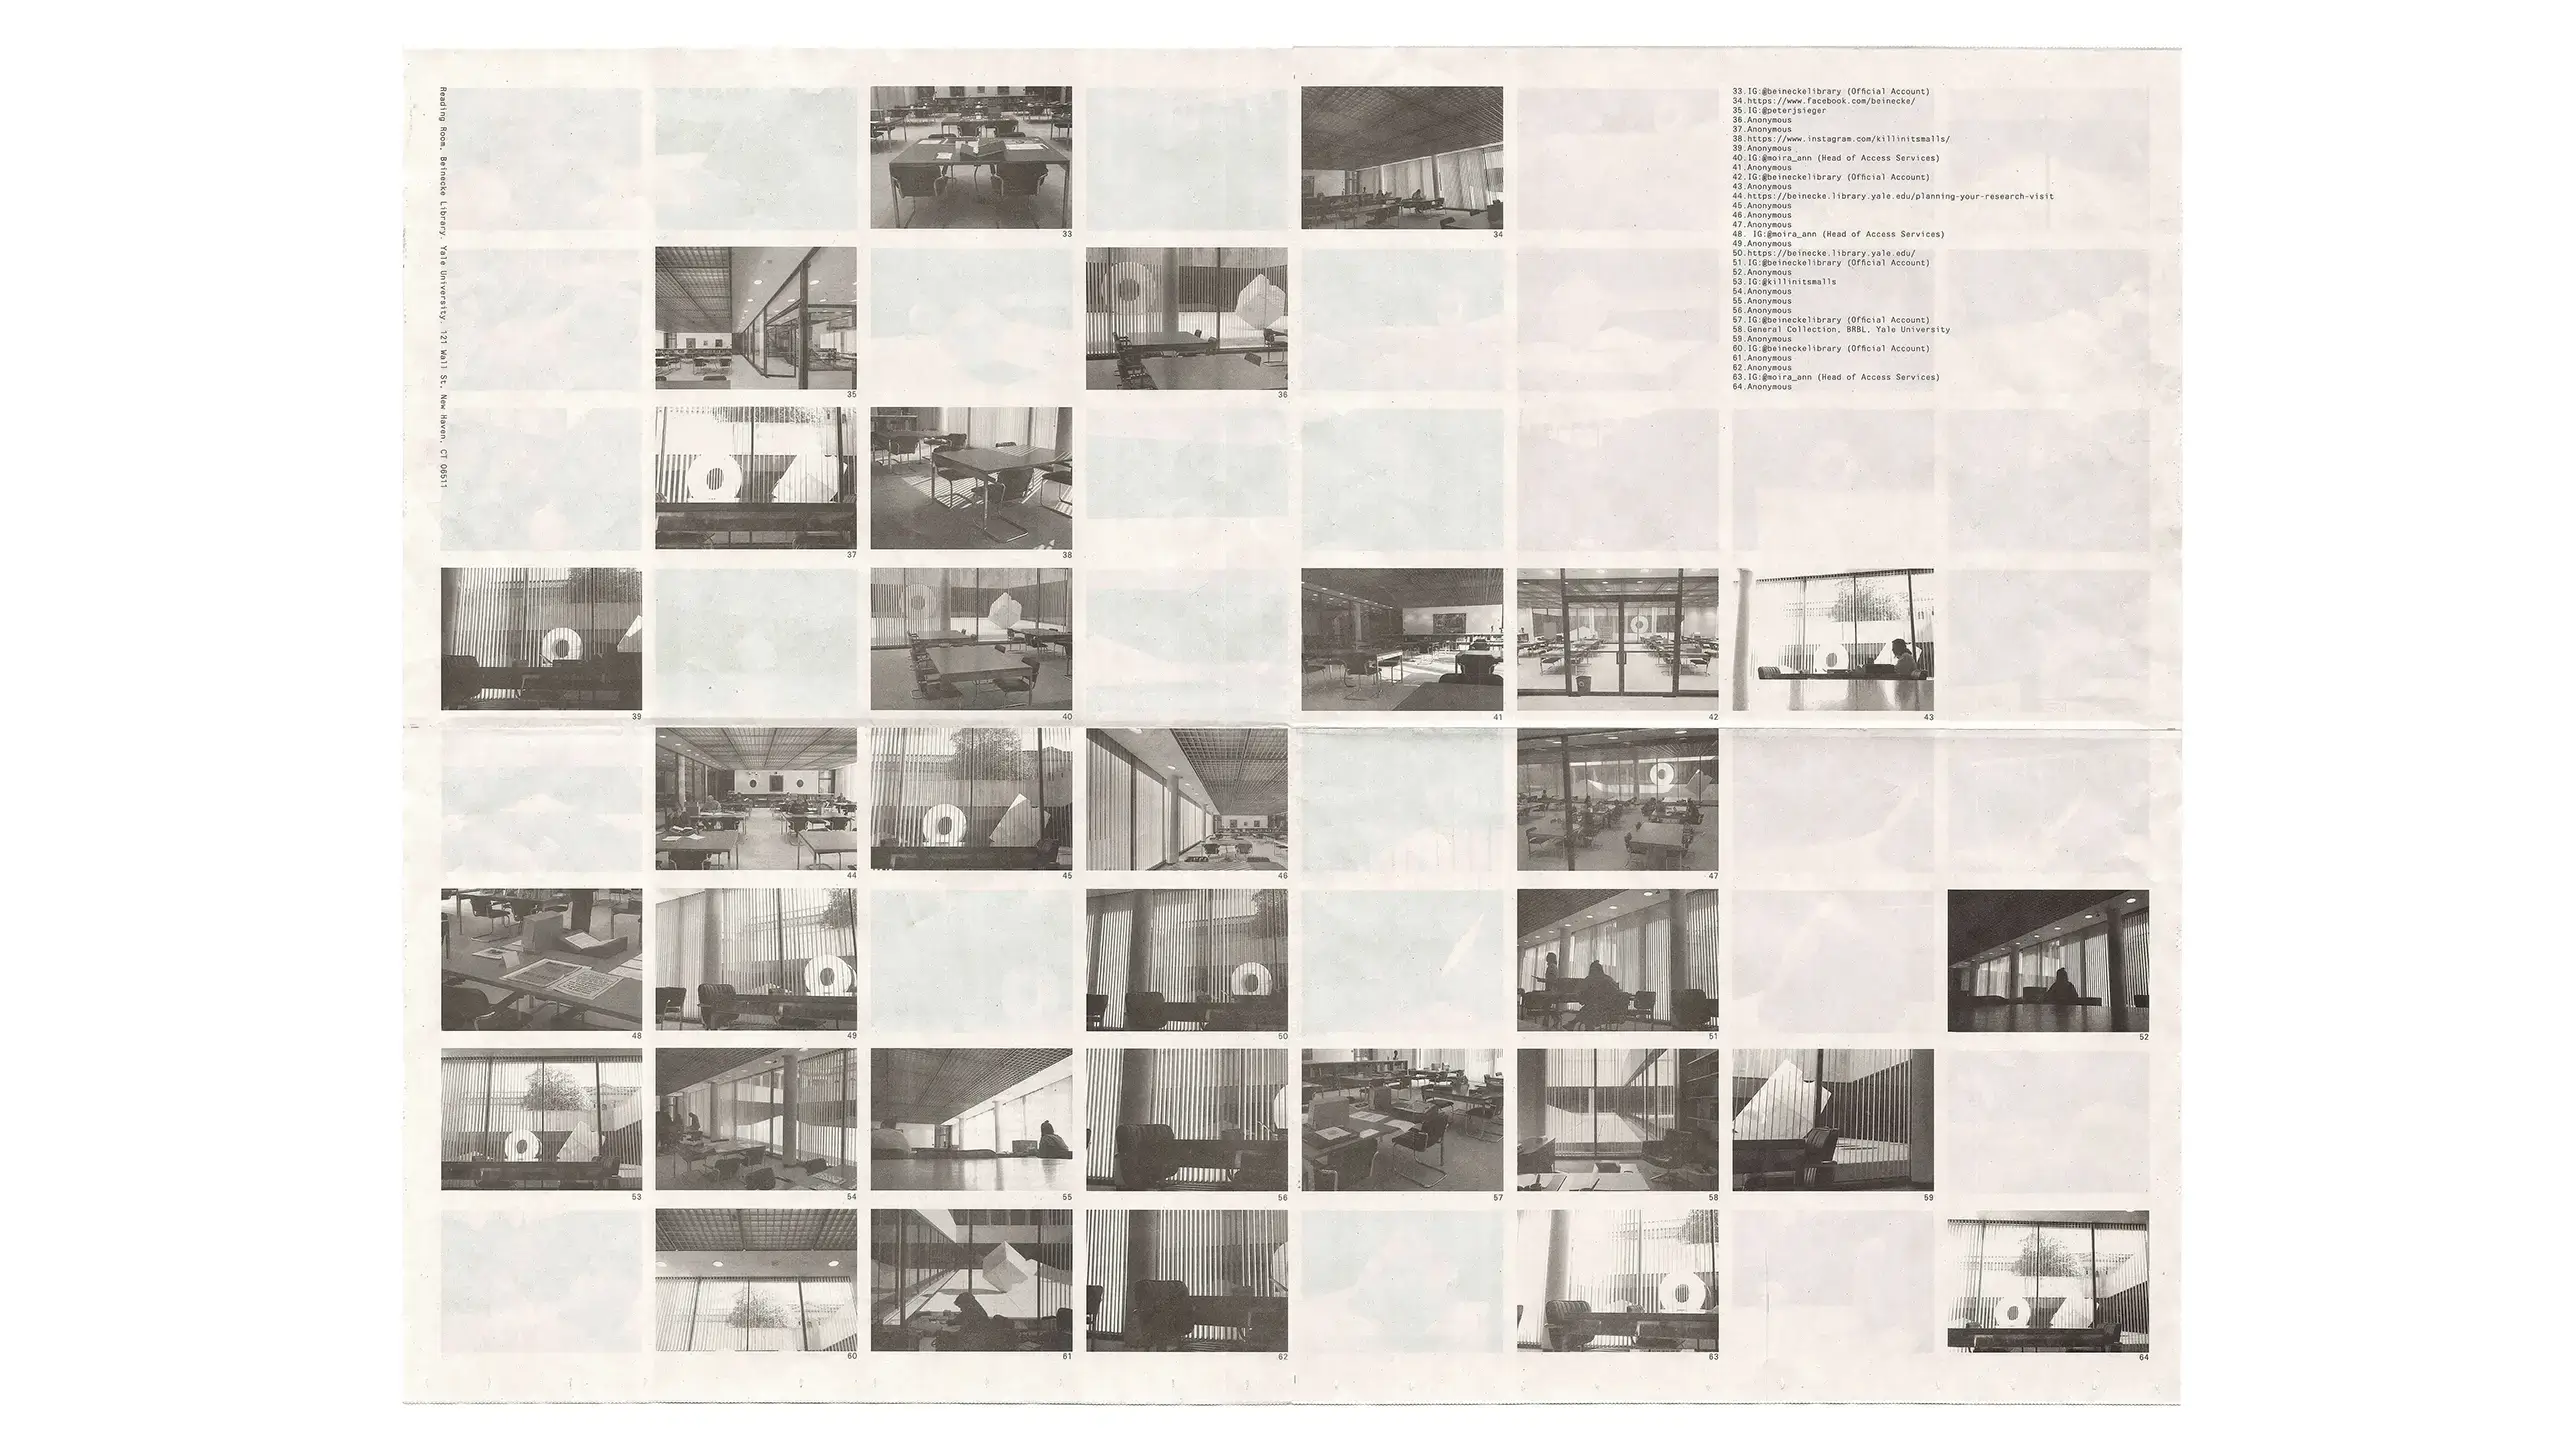 Reading Room, Beinecke Library, Yale University. 121 Wall St, New Haven, CT 06511
33.IG:@beineckelibrary (Official Account)
34.https://www.facebook.com/beinecke/
35.IG:@peterjsieger
36.Anonymous
37.Anonymous
38.https://www.instagram.com/killinitsmalls/
39.Anonymous
40.IG:@moira_ann (Head of Access Services)
41.Anonymous
42.IG:@beineckelibrary (Official Account)
43.Anonymous
44.https://beinecke.library.yale.edu/planning-your-research-visit
45.Anonymous
46.Anonymous
47.Anonymous
48. IG:@moira_ann (Head of Access Services)
49.Anonymous
50.https://beinecke.library.yale.edu/
51.IG:@beineckelibrary (Official Account)
52.Anonymous
53.IG:@killinitsmalls
54.Anonymous
55.Anonymous
56.Anonymous
57.IG:@beineckelibrary (Official Account)
58.General Collection, BRBL, Yale University
59.Anonymous
60.IG:@beineckelibrary (Official Account)
61.Anonymous
62.Anonymous
63.IG:@moira_ann (Head of Access Services)
64.Anonymous
33
34
35
36
37
38
39
40
41
42
43
44
45
46
47
48
49
50
51
52
53
54
55
56
57
58
59
60
61
62
63
64